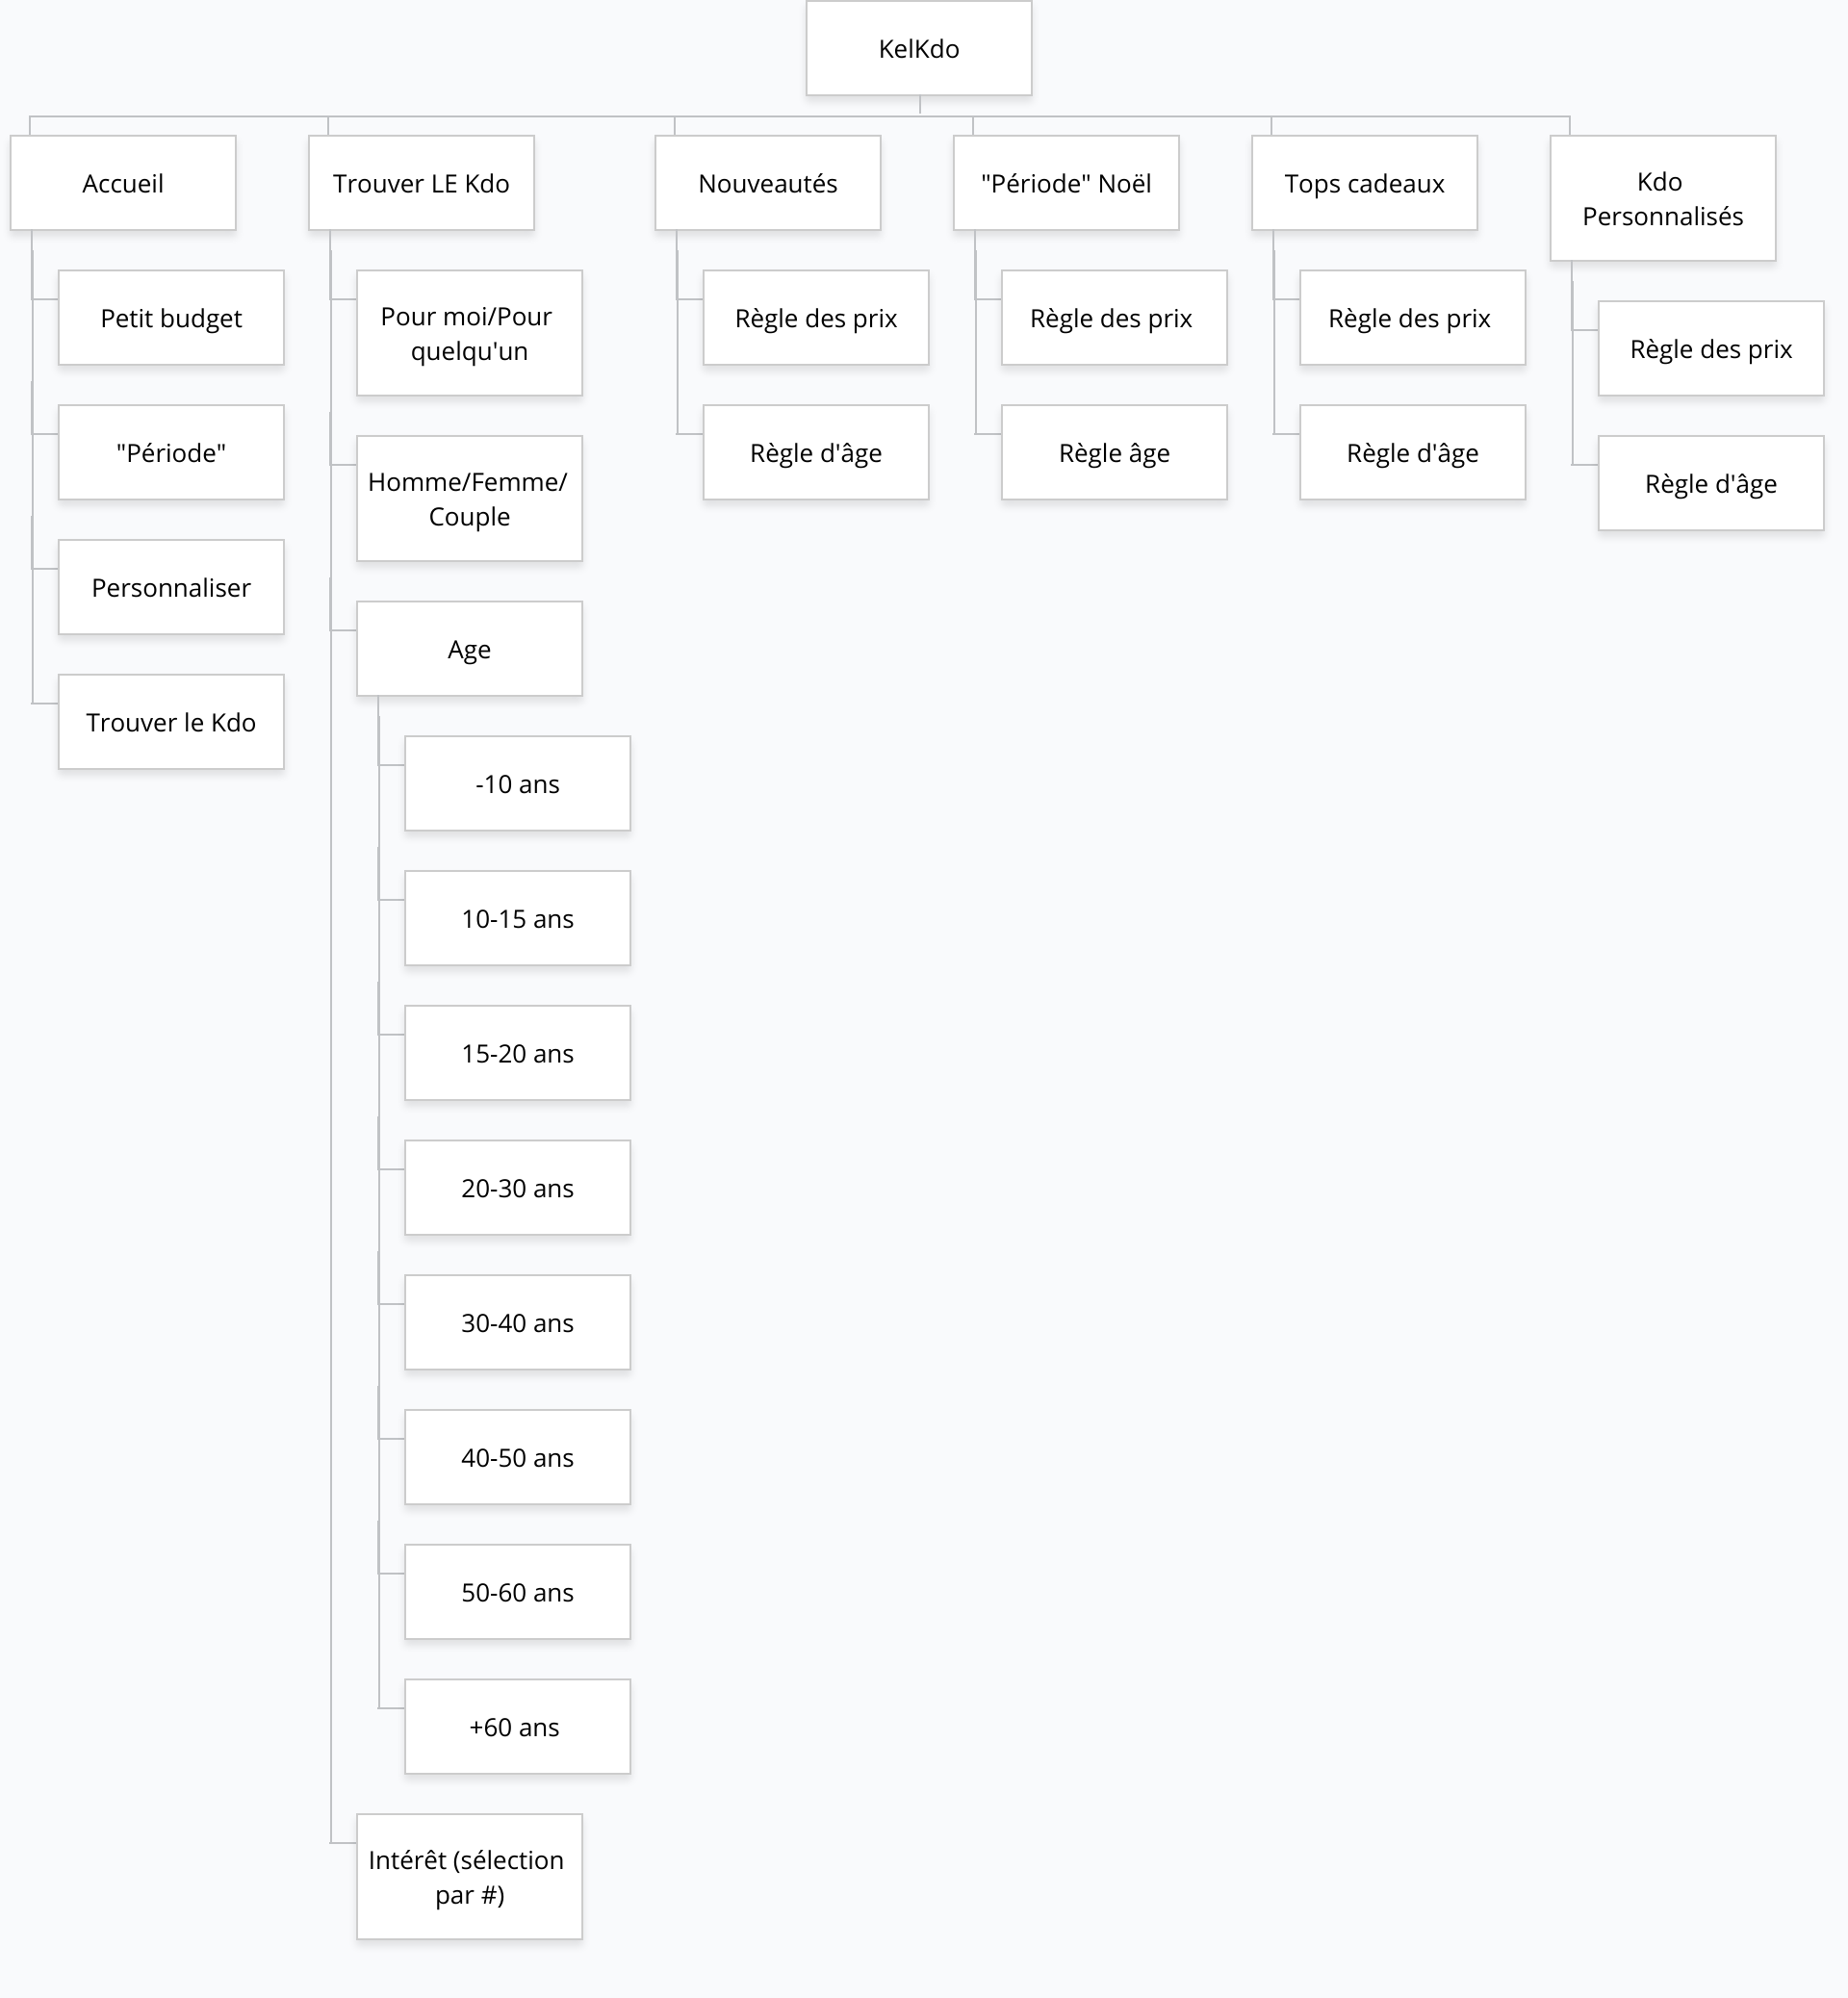 KelKdo
Accueil
Petit budget
"Période"
Personnaliser
Trouver le Kdo
Trouver LE Kdo
Pour moi/Pour
quelqu'un
Homme/Femme/
Couple
Age
-10 ans
10-15 ans
15-20 ans
20-30 ans
30-40 ans
40-50 ans
50-60 ans
+60 ans
Intérêt (sélection
par #)
Nouveautés
Règle des prix
Règle d'âge
"Période" Noël
Règle des prix
Règle âge
Tops cadeaux
Règle des prix
Règle d'âge
Kdo
Personnalisés
Règle des prix
Règle d'âge